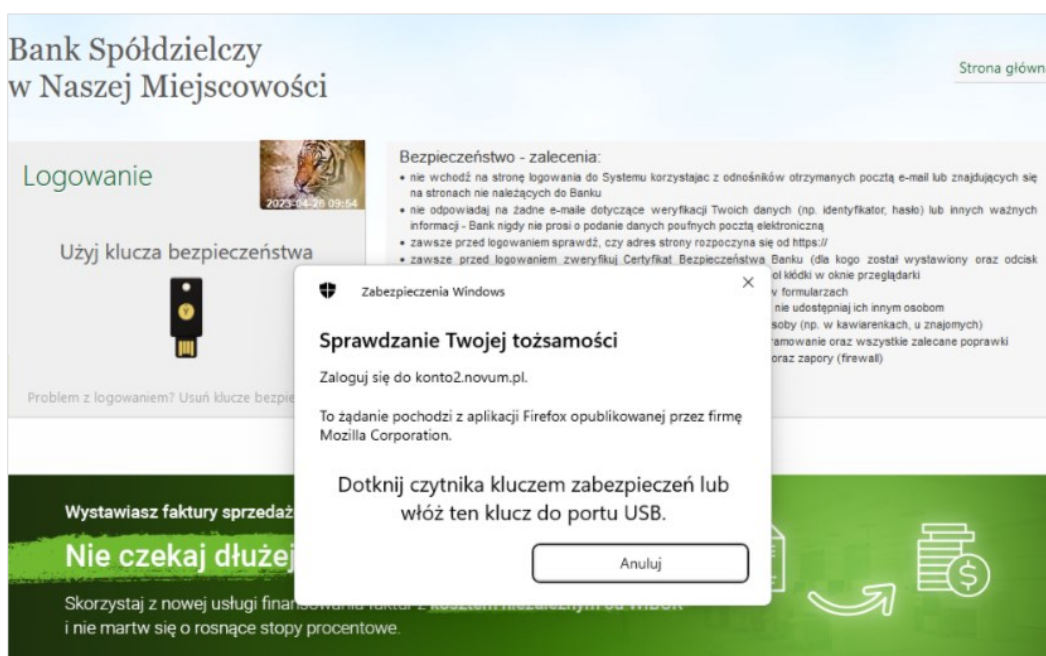 Bank Spółdzielczy
w Naszej Miejscowości
Strona główn
Logowanie
2023-04-26 09:54
Użyj klucza bezpieczeństwa
Problem z logowaniem? Usuń klucze bezpie
Bezpieczeństwo - zalecenia:
• nie wchodź na stronę logowania do Systemu korzystajac z odnośników otrzymanych pocztą e-mail lub znajdujących się
na stronach nie należących do Banku
• nie odpowiadaj na żadne e-maile dotyczące weryfikacji Twoich danych (np. identyfikator, hasło) lub innych ważnych
informacji - Bank nigdy nie prosi o podanie danych poufnych pocztą elektroniczną
• zawsze przed logowaniem sprawdź, czy adres strony rozpoczyna się od https://
• zawsze przed logowaniem zweryfikuj Certyfikat Bezpieczeństwa Banku (dla kogo został wystawiony oraz odcisk
ol kłódki w oknie przeglądarki
w formularzach
nie udostępniaj ich innym osobom
soby (np. w kawiarenkach, u znajomych)
ramowanie oraz wszystkie zalecane poprawki
oraz zapory (firewall)
Zabezpieczenia Windows
Sprawdzanie Twojej tożsamości
Zaloguj się do konto2.novum.pl.
To żądanie pochodzi z aplikacji Firefox opublikowanej przez firmę
Mozilla Corporation.
Dotknij czytnika kluczem zabezpieczeń lub
włóż ten klucz do portu USB.
Anuluj
Wystawiasz faktury sprzedaż
Nie czekaj dłużej
Skorzystaj z nowej usługi finansowania faktur z kosztem niezależnym od WIBOR
i nie martw się o rosnące stopy procentowe.